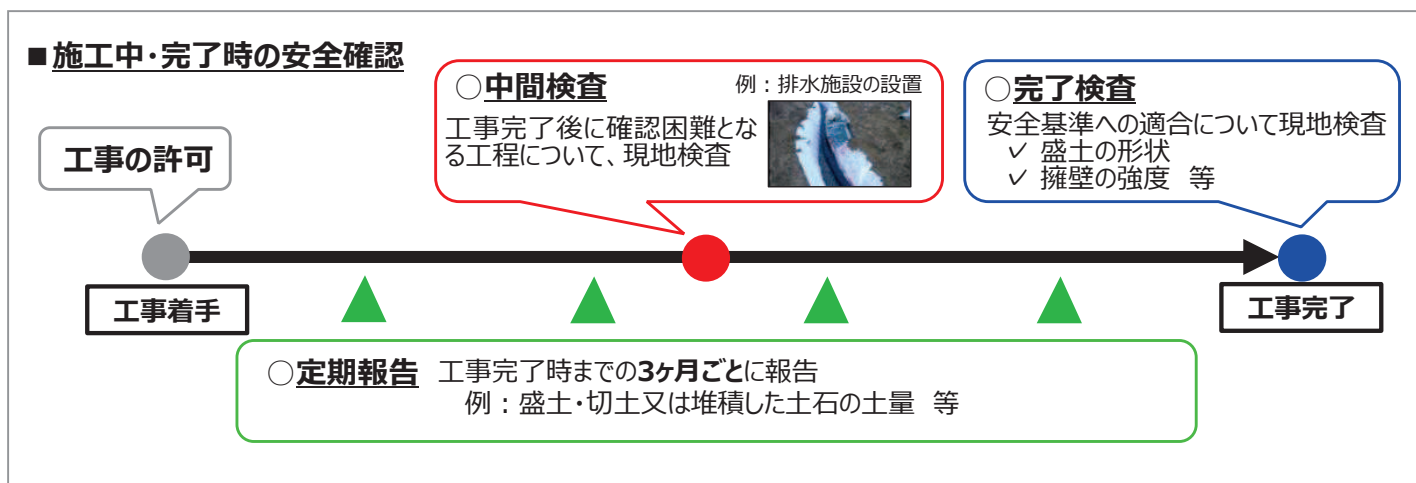 ■施工中・完了時の安全確認
工事の許可
○中間検査
例：排水施設の設置
工事完了後に確認困難とな
る工程について、現地検査
○完了検査
安全基準への適合について現地検査
✓ 盛土の形状
✓ 擁壁の強度 等
工事着手
工事完了
○定期報告 工事完了時までの3ヶ月ごとに報告
例：盛土・切土又は堆積した土石の土量 等